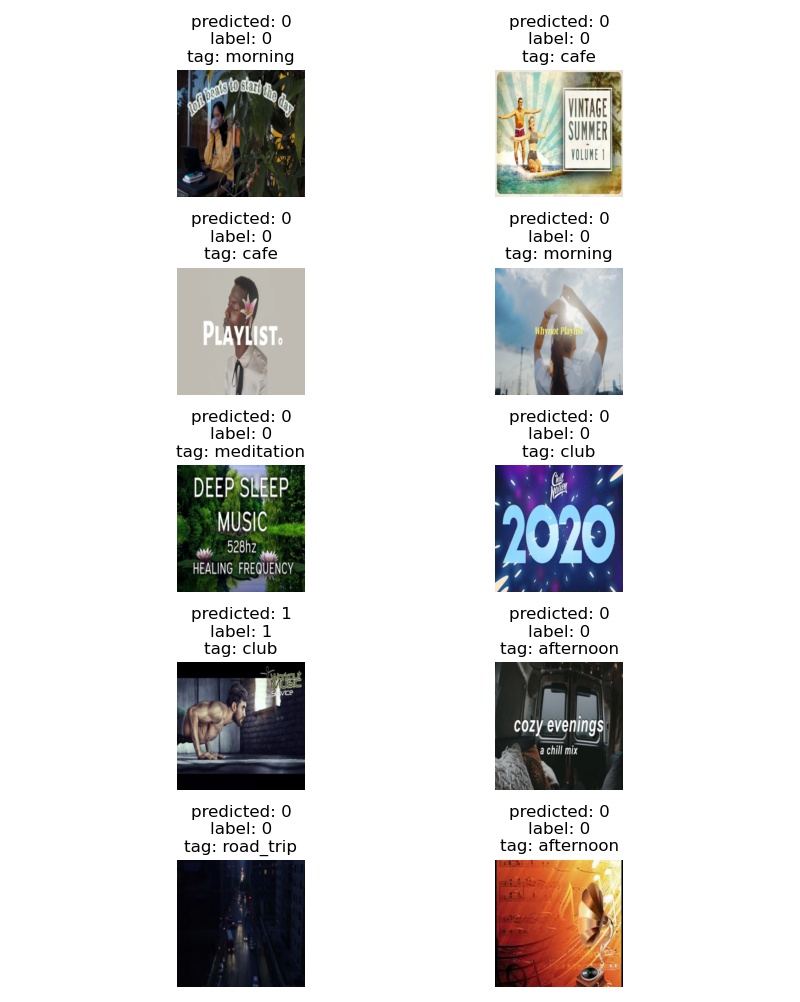 predicted: 0
label: 0
tag: morning
lofi beats to start the day
predicted: 0
label: 0
tag: cafe
VINTAGE
SUMMER
VOLUME 1
predicted: 0
label: 0
tag: cafe
PLAYLIST.
predicted: 0
label: 0
tag: morning
Whynot Playlist
predicted: 0
label: 0
tag: meditation
DEEP SLEEP
MUSIC
528hz
HEALING FREQUENCY
predicted: 0
label: 0
tag: club
Chill
Nation
2020
predicted: 1
label: 1
tag: club
WORKOUT
MUSIC
SERVICE
predicted: 0
label: 0
tag: afternoon
cozy evenings
a chill mix
predicted: 0
label: 0
tag: road_trip
predicted: 0
label: 0
tag: afternoon